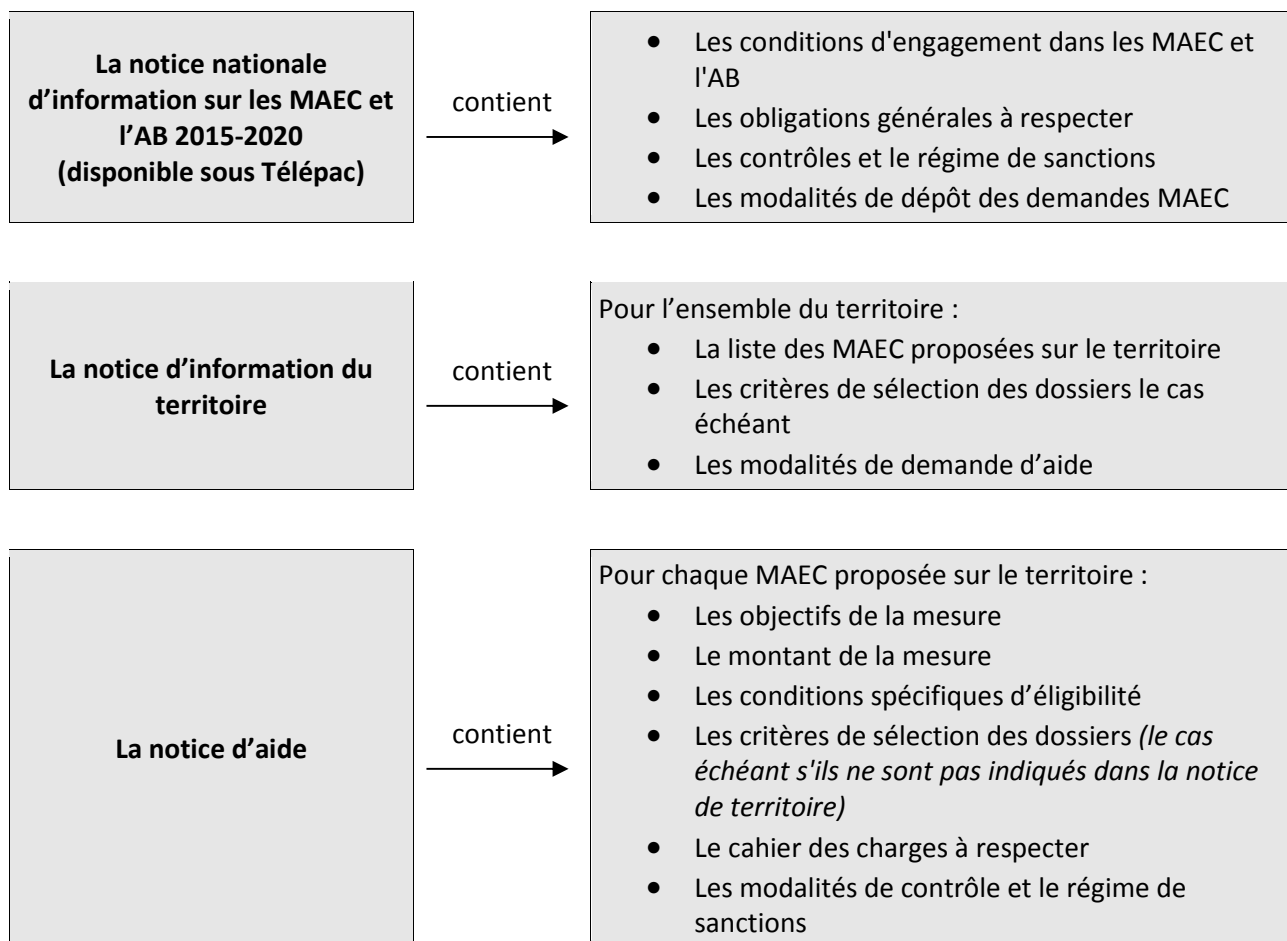 La notice nationale
d’information sur les MAEC et
l’AB 2015-2020
(disponible sous Télépac)
contient
• Les conditions d'engagement dans les MAEC et
l'AB
• Les obligations générales à respecter
• Les contrôles et le régime de sanctions
• Les modalités de dépôt des demandes MAEC
La notice d’information du
territoire
contient
Pour l’ensemble du territoire :
• La liste des MAEC proposées sur le territoire
• Les critères de sélection des dossiers le cas
échéant
• Les modalités de demande d’aide
La notice d’aide
contient
Pour chaque MAEC proposée sur le territoire :
• Les objectifs de la mesure
• Le montant de la mesure
• Les conditions spécifiques d’éligibilité
• Les critères de sélection des dossiers (le cas
échéant s'ils ne sont pas indiqués dans la notice
de territoire)
• Le cahier des charges à respecter
• Les modalités de contrôle et le régime de
sanctions